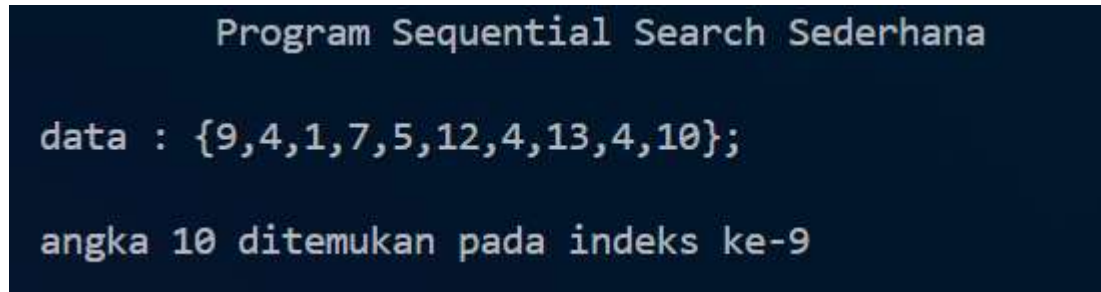 Program Sequential Search Sederhana
data : {9,4,1,7,5,12,4,13,4,10};
angka 10 ditemukan pada indeks ke-9